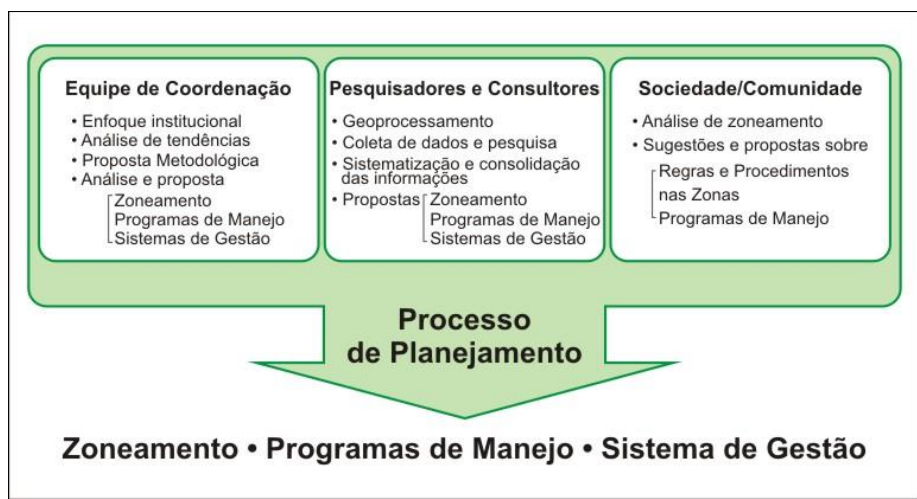 Equipe de Coordenação
• Enfoque institucional
• Análise de tendências
• Proposta Metodológica
• Análise e proposta
Zoneamento
Programas de Manejo
Sistemas de Gestão
Pesquisadores e Consultores
• Geoprocessamento
• Coleta de dados e pesquisa
• Sistematização e consolidação
das informações
• Propostas Zoneamento
Programas de Manejo
Sistemas de Gestão
Sociedade/Comunidade
• Análise de zoneamento
• Sugestões e propostas sobre
Regras e Procedimentos
nas Zonas
Programas de Manejo
Processo
de Planejamento
Zoneamento • Programas de Manejo • Sistema de Gestão